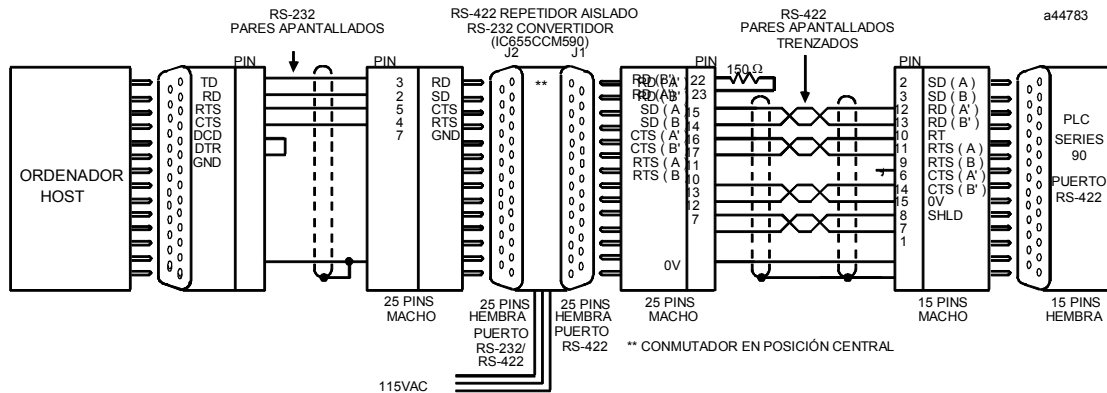 RS-232
PARES APANTALLADOS
RS-422 REPETIDOR AISLADO
RS-232 CONVERTIDOR
(IC655CCM590)
J2
J1
RS-422
PARES APANTALLADOS
TRENZADOS
a44783
ORDENADOR
HOST
PIN
TD
RD
RTS
CTS
DCD
DTR
GND
PIN
3
2
5
4
7
RD
SD
CTS
RTS
GND
**
PIN
RD (B')
RD (A')
RD (A')
RD (B'
SD ( A
SD ( B
CTS ( A'
CTS ( B'
RTS ( A
RTS ( B
0V
22
23
15
14
16
17
11
10
13
12
7
150 Ω
PIN
2
3
12
13
10
11
9
6
14
15
8
7
1
SD ( A )
SD ( B )
RD ( A' )
RD ( B' )
RT
RTS ( A )
RTS ( B )
CTS ( A' )
CTS ( B' )
0V
SHLD
PLC
SERIES
90
PUERTO
RS-422
25 PINS
MACHO
25 PINS
HEMBRA
PUERTO
RS-232/
RS-422
25 PINS
HEMBRA
PUERTO
RS-422
25 PINS
MACHO
15 PINS
MACHO
15 PINS
HEMBRA
** CONMUTADOR EN POSICIÓN CENTRAL
115VAC